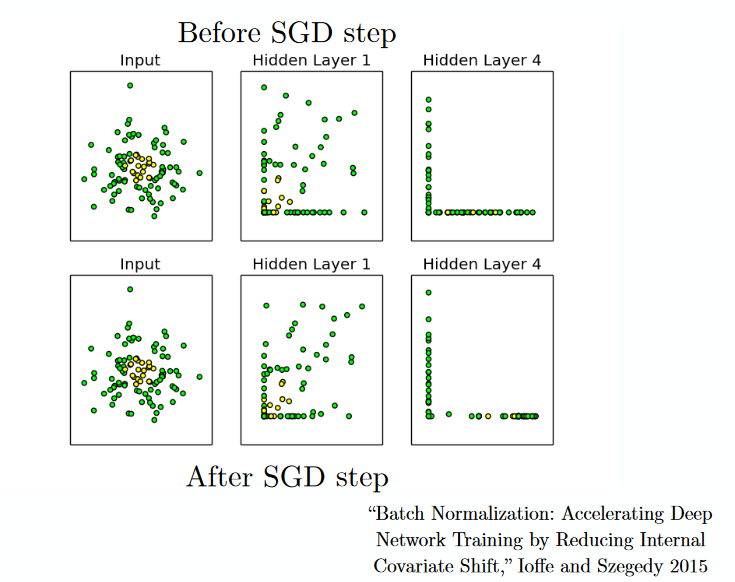 Before SGD step
Input
Hidden Layer 1
Hidden Layer 4
Input
Hidden Layer 1
Hidden Layer 4
After SGD step
“Batch Normalization: Accelerating Deep
Network Training by Reducing Internal
Covariate Shift,” Ioffe and Szegedy 2015